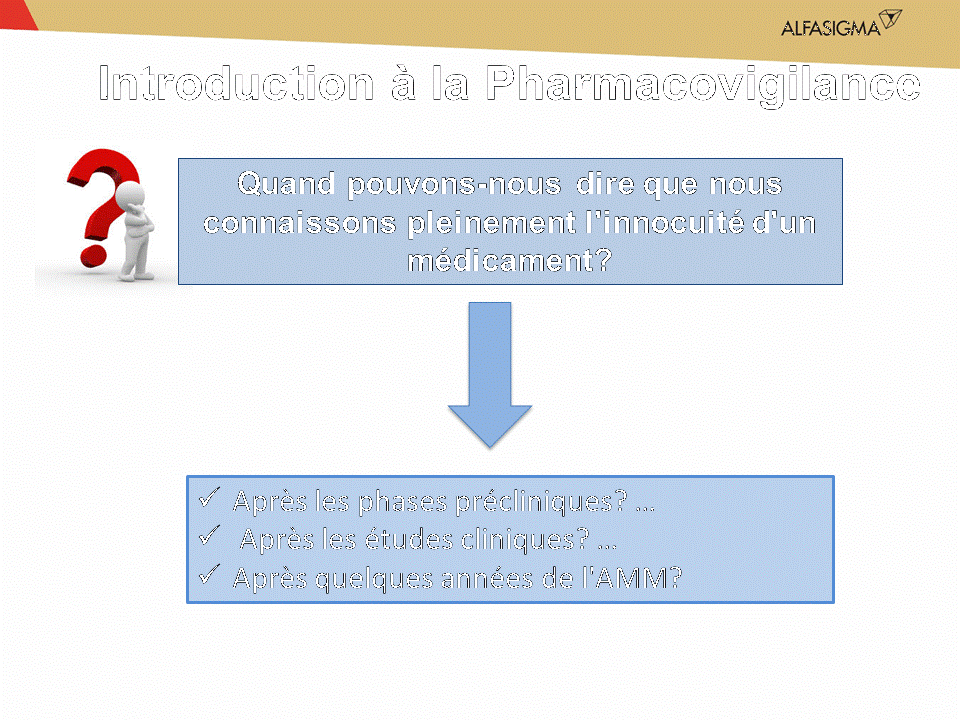 ALFASIGMA
Introduction à la Pharmacovigilance
Quand pouvons-nous dire que nous
connaissons pleinement l'innocuité d'un
médicament?
✓ Après les phases précliniques? ...
✓ Après les études cliniques? ...
✓ Après quelques années de l'AMM?